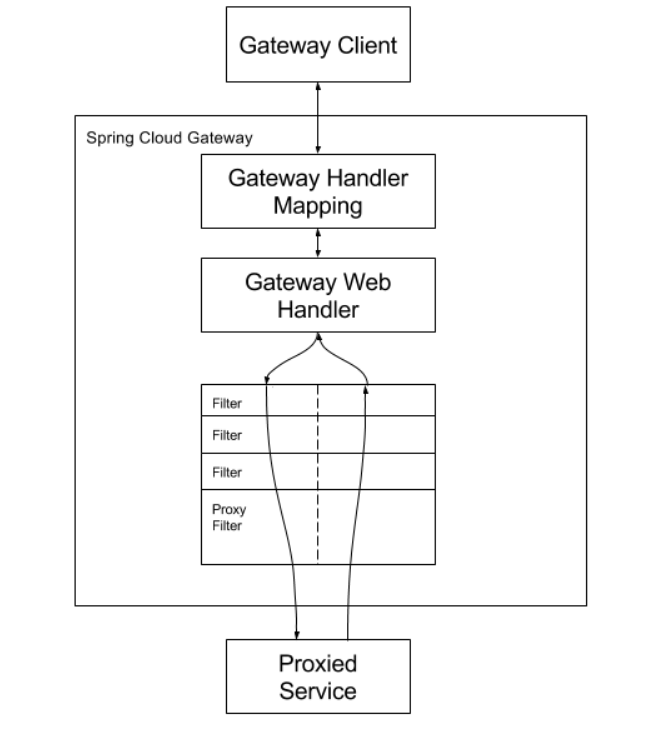 Gateway Client
Spring Cloud Gateway
Gateway Handler
Mapping
Gateway Web
Handler
Filter
Filter
Filter
Proxy
Filter
Proxied
Service